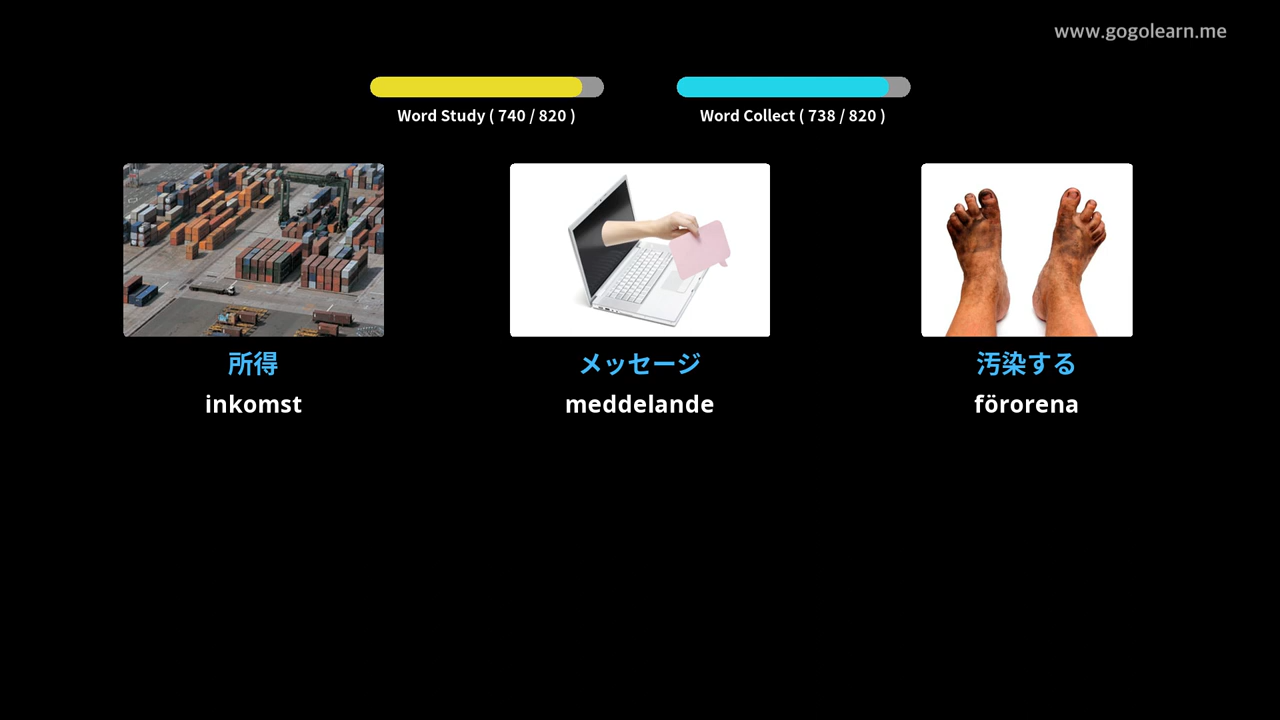 www.gogolearn.me
Word Study ( 740 / 820 )
Word Collect ( 738 / 820 )
所得
メッセージ
汚染する
inkomst
meddelande
förorena